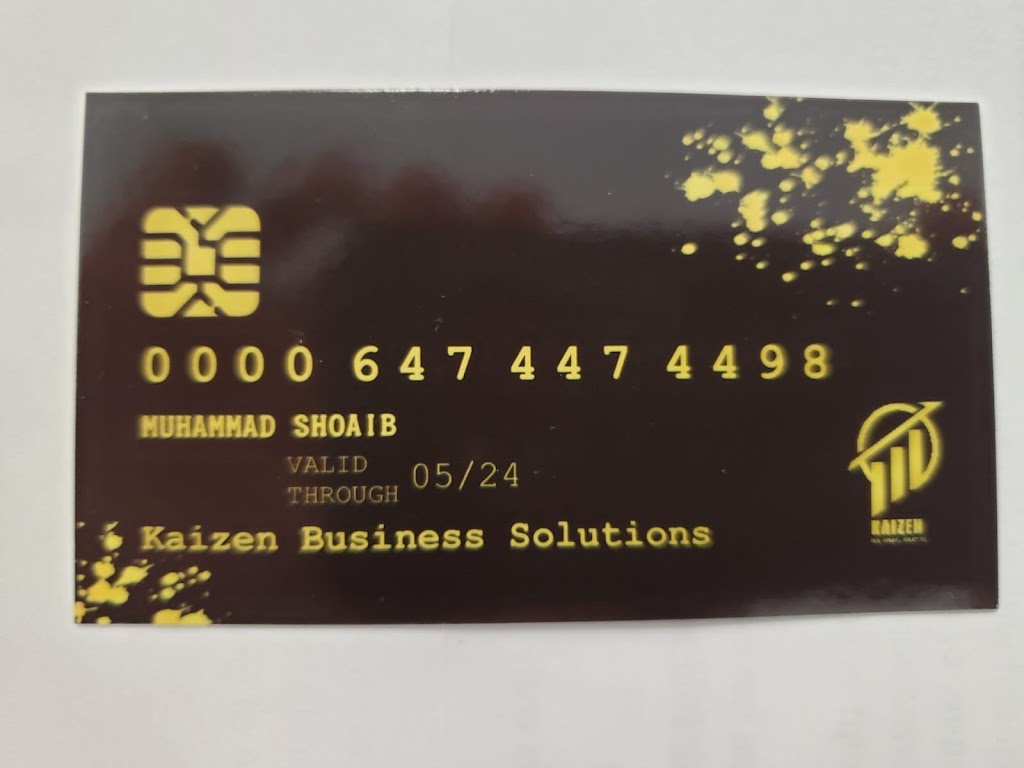 0000 647 447 4498
MUHAMMAD SHOAIB
VALID
THROUGH 05/24
Kaizen Business Solutions
KAIZEN